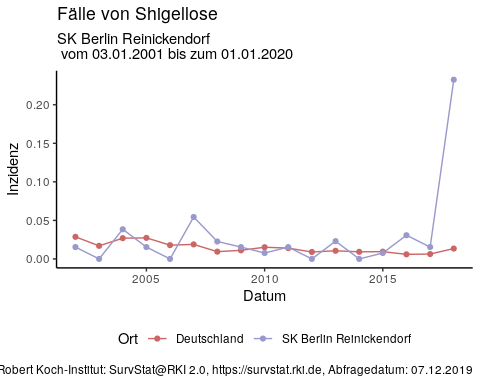 Fälle von Shigellose
SK Berlin Reinickendorf
vom 03.01.2001 bis zum 01.01.2020
Inzidenz
0.20
0.15
0.10
0.05
0.00
2005 2010 2015
Datum
Ort Deutschland SK Berlin Reinickendorf
Robert Koch-Institut: SurvStat@RKI 2.0, https://survstat.rki.de, Abfragedatum: 07.12.2019